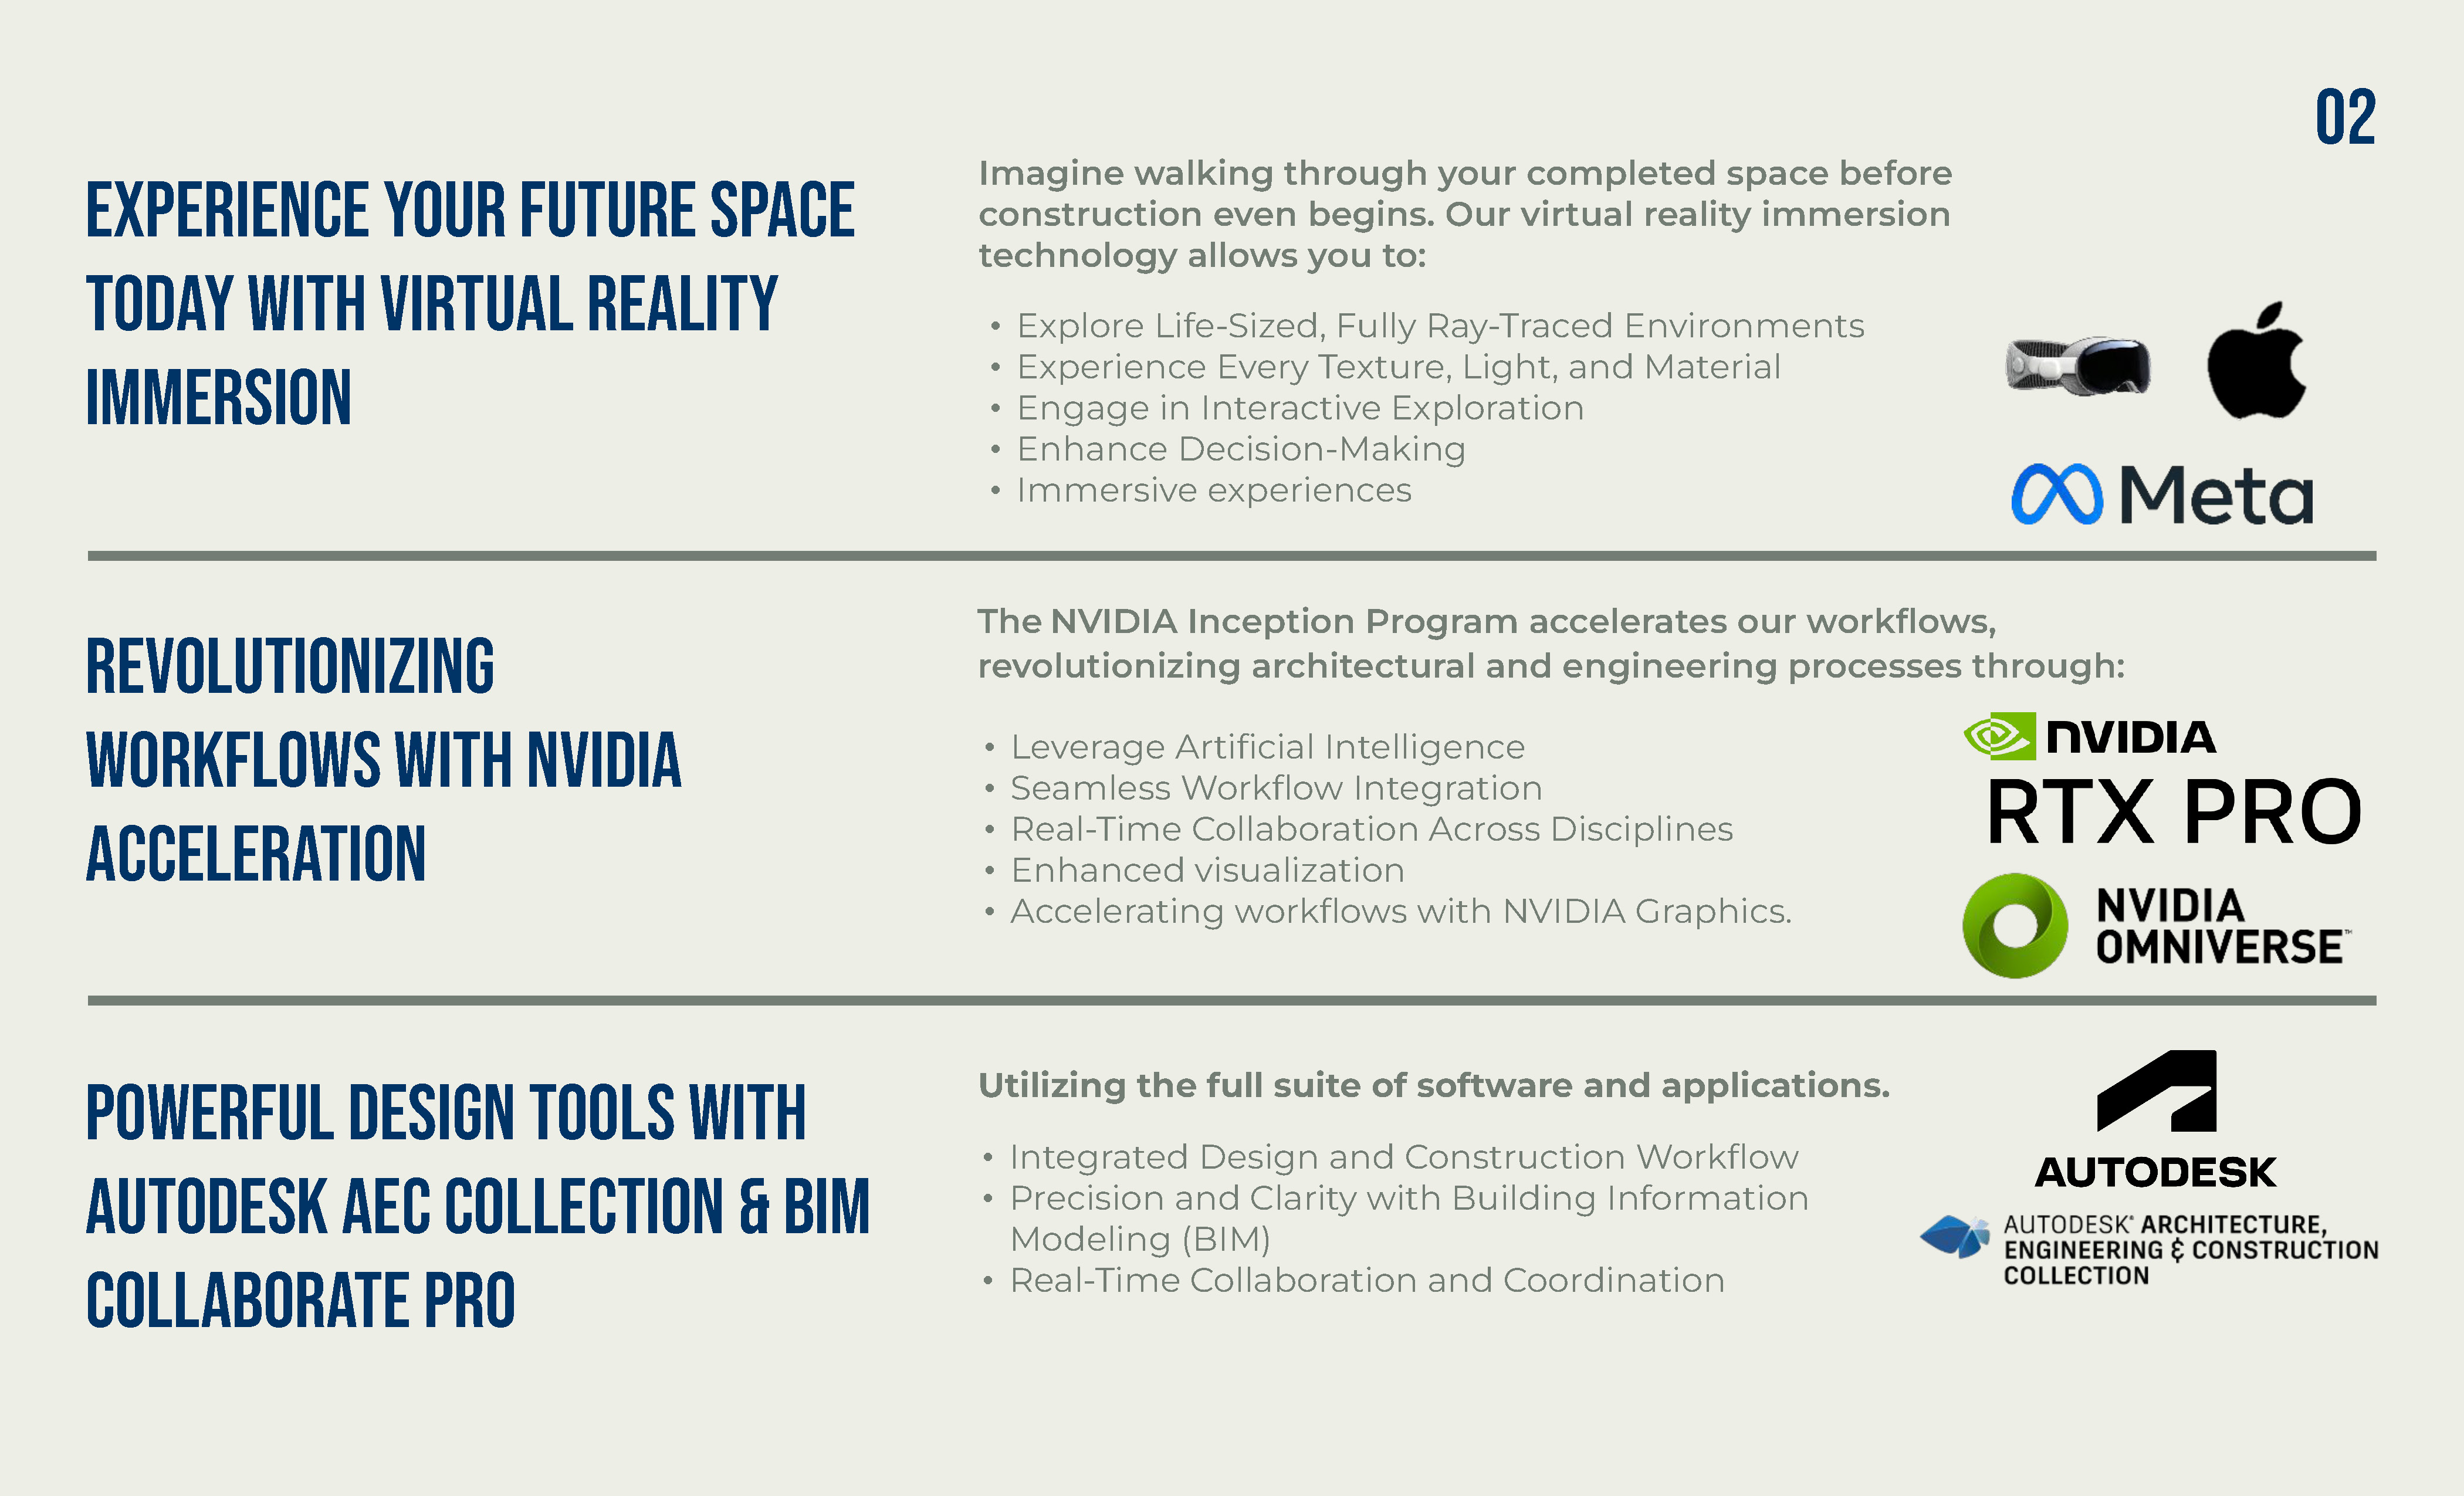 02
EXPERIENCE YOUR FUTURE SPACE
TODAY WITH VIRTUAL REALITY
IMMERSION
Imagine walking through your completed space before
construction even begins. Our virtual reality immersion
technology allows you to:
• Explore Life-Sized, Fully Ray-Traced Environments
• Experience Every Texture, Light, and Material
• Engage in Interactive Exploration
• Enhance Decision-Making
• Immersive experiences
Meta
REVOLUTIONIZING
WORKFLOWS WITH NVIDIA
ACCELERATION
The NVIDIA Inception Program accelerates our workflows,
revolutionizing architectural and engineering processes through:
• Leverage Artificial Intelligence
• Seamless Workflow Integration
• Real-Time Collaboration Across Disciplines
• Enhanced visualization
• Accelerating workflows with NVIDIA Graphics.
NVIDIA
RTX PRO
NVIDIA
OMNIVERSE™
POWERFUL DESIGN TOOLS WITH
AUTODESK AEC COLLECTION & BIM
COLLABORATE PRO
Utilizing the full suite of software and applications.
• Integrated Design and Construction Workflow
• Precision and Clarity with Building Information
Modeling (BIM)
• Real-Time Collaboration and Coordination
AUTODESK
AUTODESK® ARCHITECTURE,
ENGINEERING & CONSTRUCTION
COLLECTION